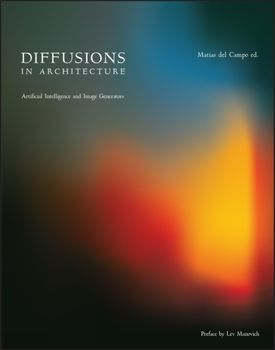 DIFFUSIONS
IN ARCHITECTURE
Matias del Campo ed.
Artificial Intelligence and Image Generators
Preface by Lev Manovich